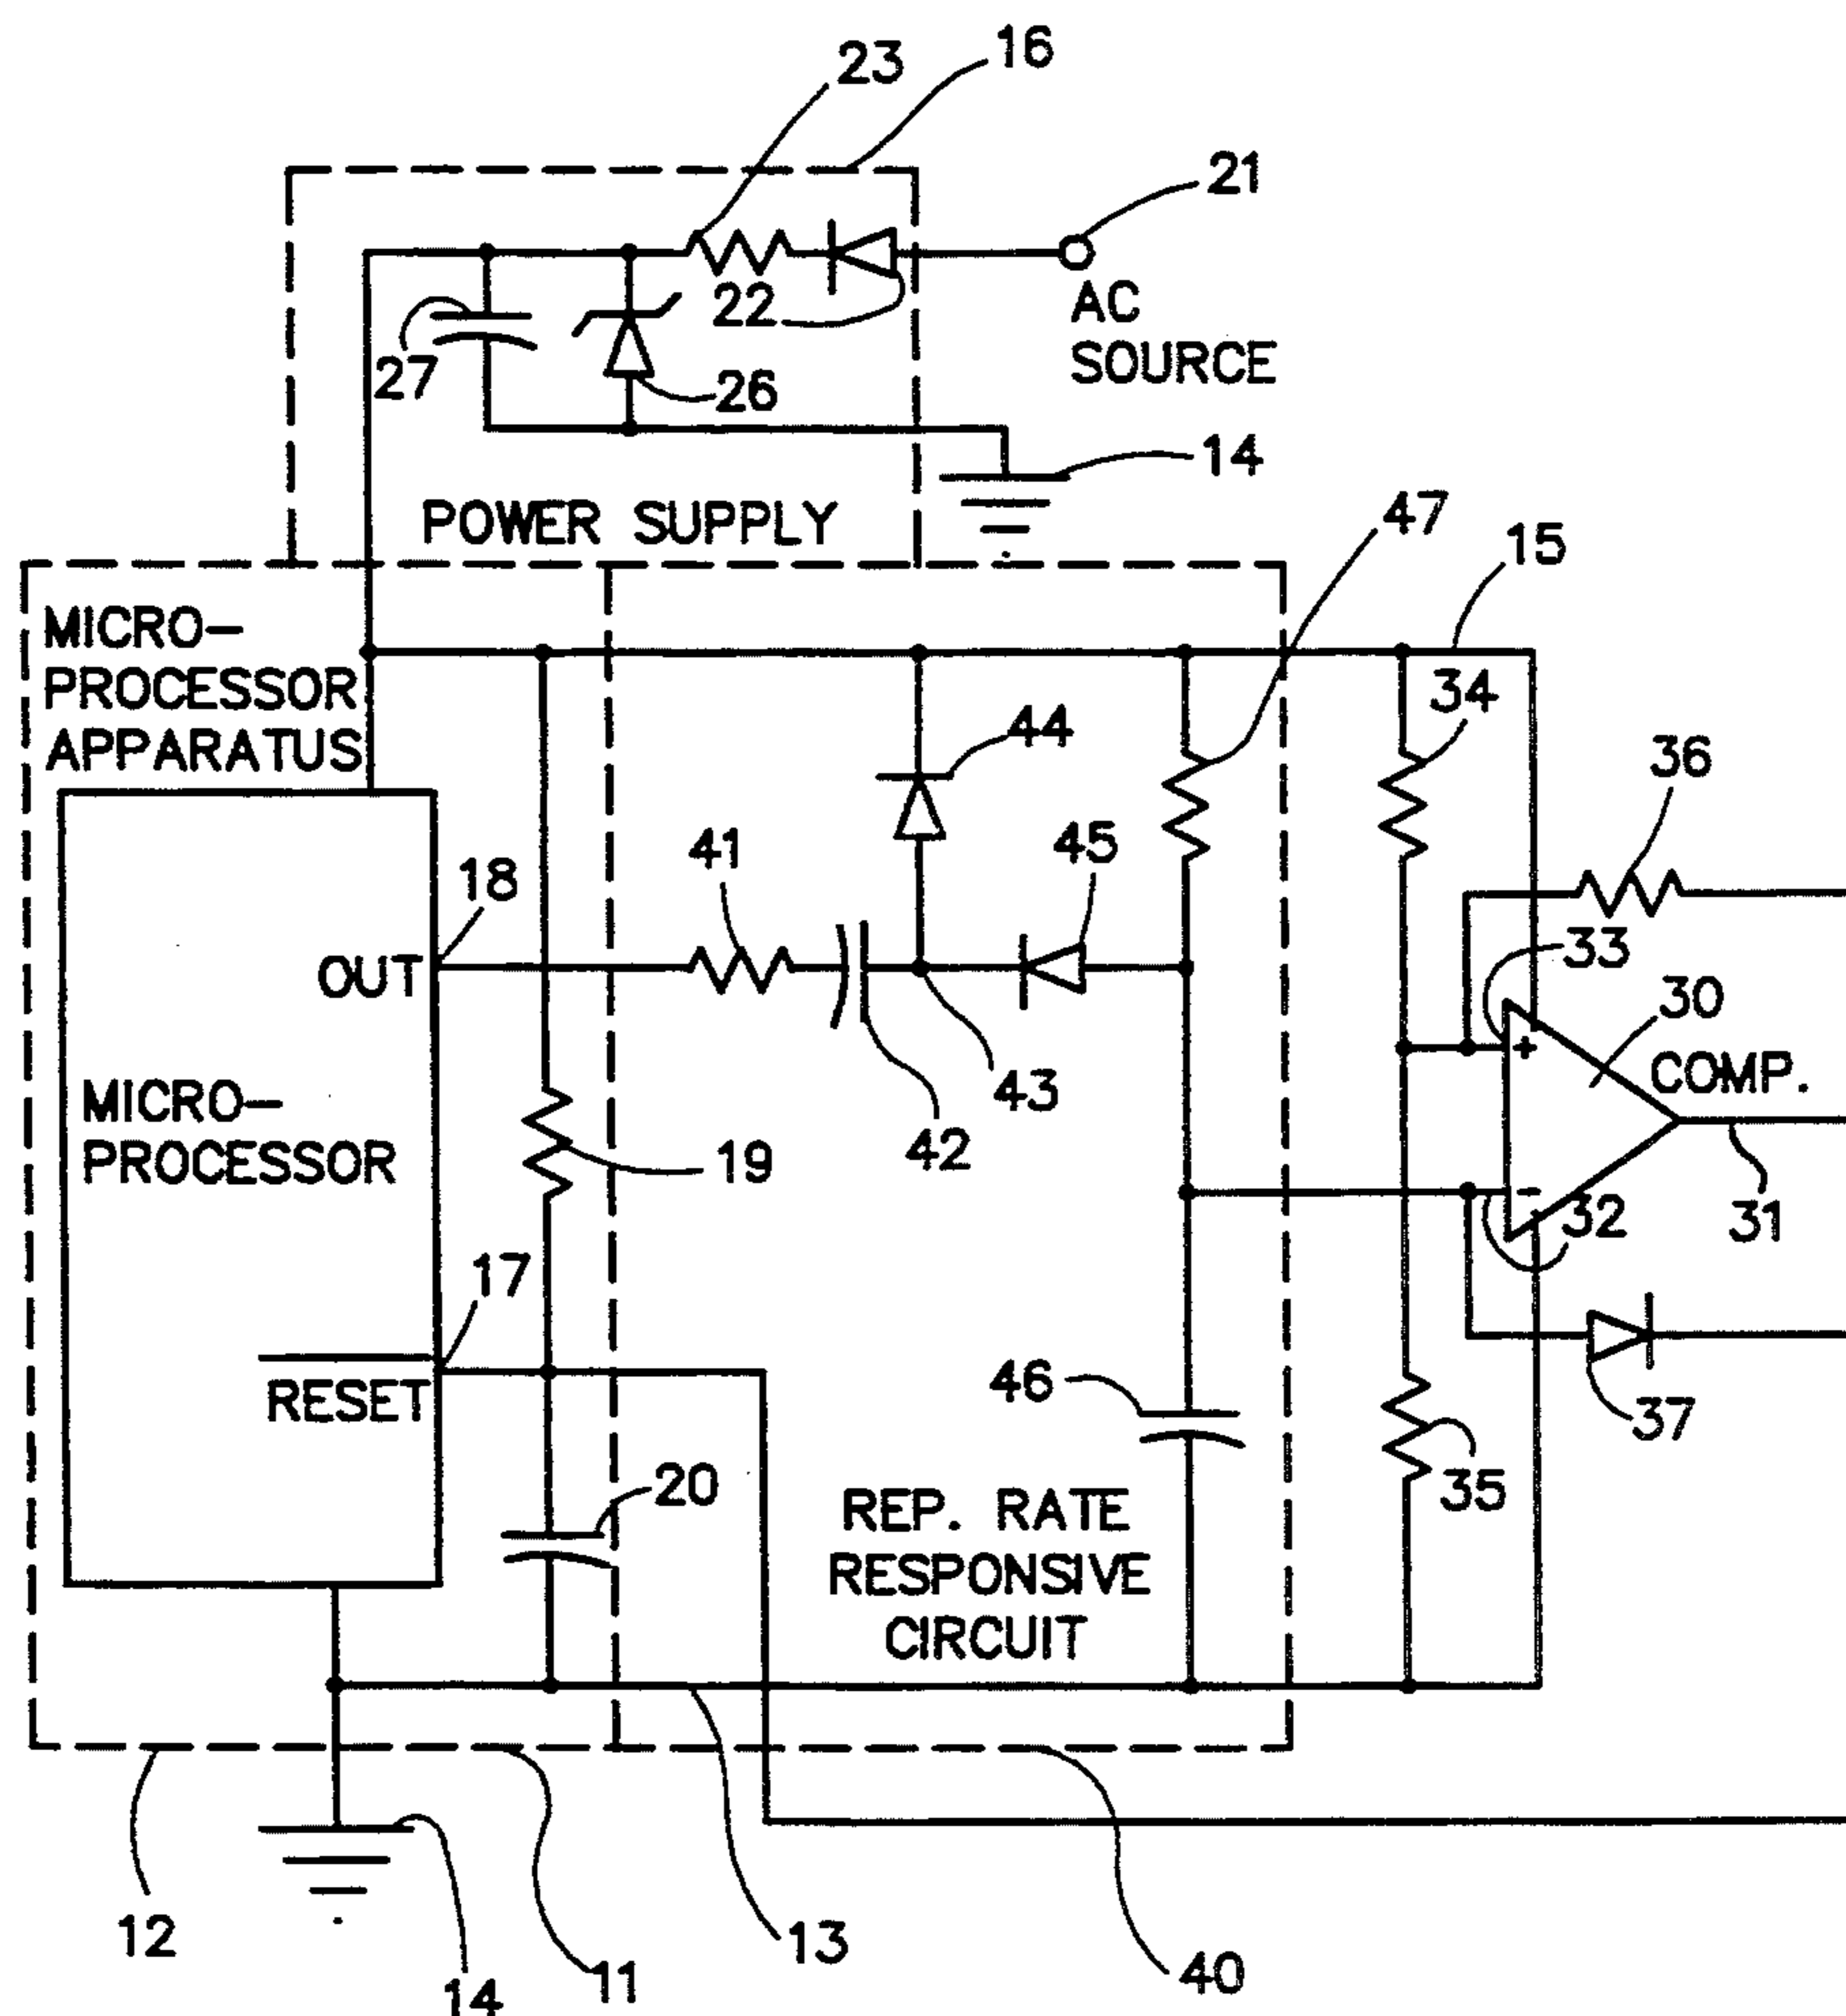 16
23
21
22
AC
SOURCE
27
26
14
POWER SUPPLY
47
15
MICRO-
PROCESSOR
APPARATUS
34
44
36
41
45
18
OUT
33
30
COMP.
43
42
MICRO-
PROCESSOR
19
+
-
32
31
17
RESET
46
37
20
35
REP. RATE
RESPONSIVE
CIRCUIT
12
14
11
13
40